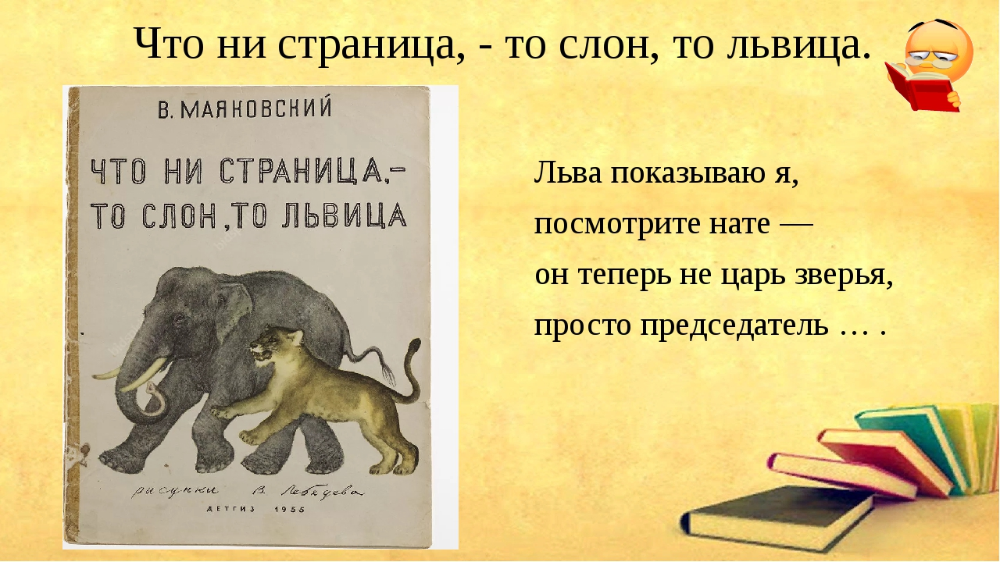 Что ни страница, - то слон, то львица.
В. МАЯКОВСКИЙ
ЧТО НИ СТРАНИЦА,–
ТО СЛОН, ТО ЛЬВИЦА
Льва показываю я,
посмотрите нате —
он теперь не царь зверья,
просто председатель … .
рисунки В. Лебедева
ДЕТГИЗ 1955